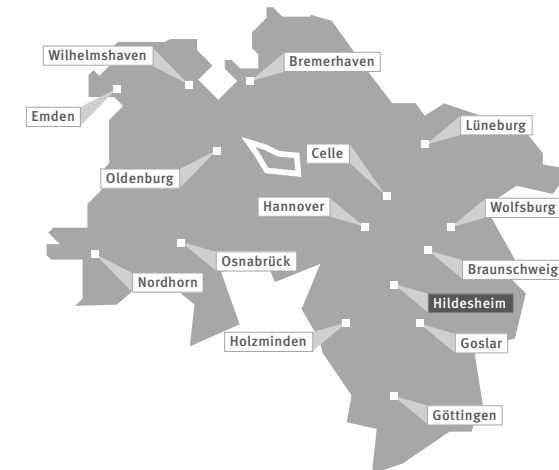 Wilhelmshaven
Bremerhaven
Emden
Lüneburg
Celle
Oldenburg
Hannover
Wolfsburg
Osnabrück
Braunschweig
Nordhorn
Hildesheim
Holzminden
Goslar
Göttingen